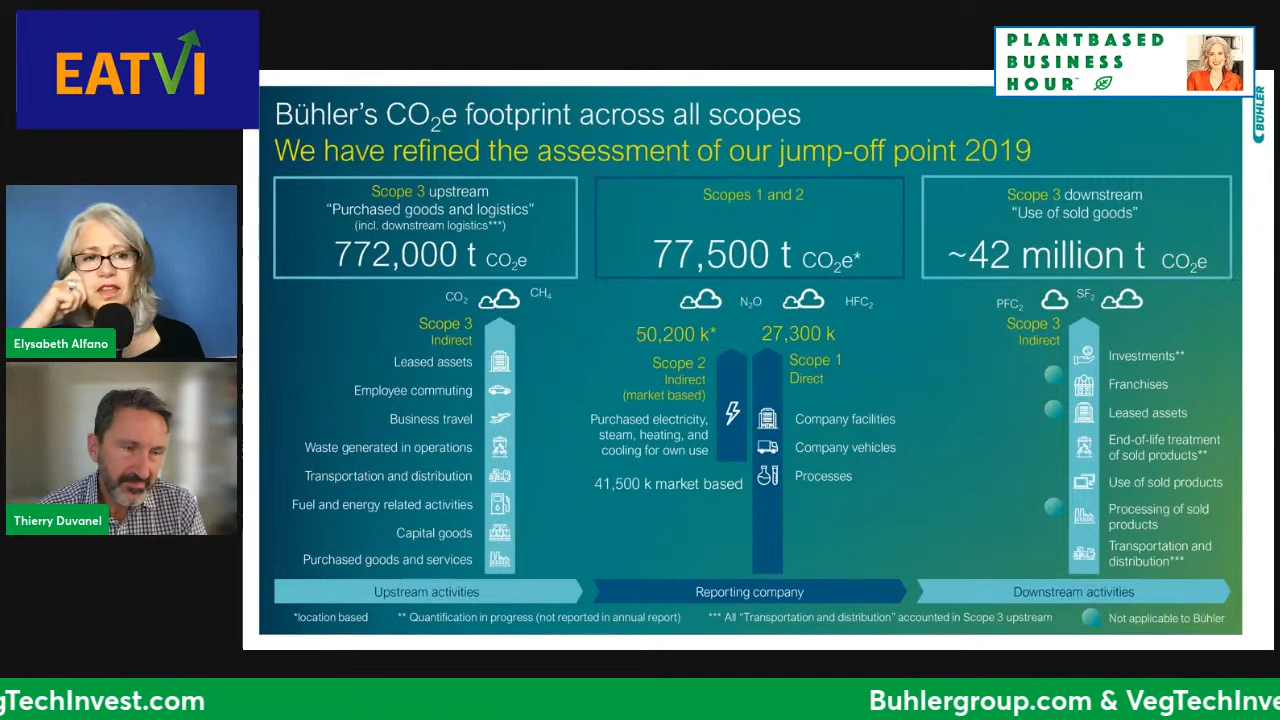 EATVI
PLANTBASED
BUSINESS
HOUR™
BÜHLER
Bühler's CO₂e footprint across all scopes
We have refined the assessment of our jump-off point 2019
Scope 3 upstream
"Purchased goods and logistics"
(incl. downstream logistics***)
772,000 t CO₂e
Scopes 1 and 2
77,500 t CO₂e*
Scope 3 downstream
"Use of sold goods"
~42 million t CO₂e
CO₂
CH₄
N₂O
HFC₂
PFC₂
SF₂
Scope 3
Indirect
Leased assets
Employee commuting
Business travel
Waste generated in operations
Transportation and distribution
Fuel and energy related activities
Capital goods
Purchased goods and services
50,200 k*
Scope 2
Indirect
(market based)
Purchased electricity,
steam, heating, and
cooling for own use
41,500 k market based
27,300 k
Scope 1
Direct
Company facilities
Company vehicles
Processes
Scope 3
Indirect
Investments**
Franchises
Leased assets
End-of-life treatment
of sold products**
Use of sold products
Processing of sold
products
Transportation and
distribution***
Upstream activities
Reporting company
Downstream activities
*location based
** Quantification in progress (not reported in annual report)
*** All "Transportation and distribution" accounted in Scope 3 upstream
Not applicable to Bühler
Elysabeth Alfano
Thierry Duvanel
gTechInvest.com
Buhlergroup.com & VegTechInve